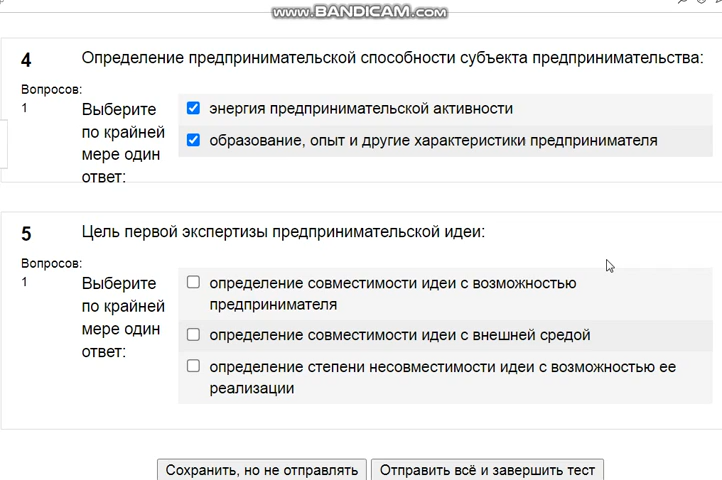 www.BANDICAM.com
4
Определение предпринимательской способности субъекта предпринимательства:
Вопросов:
1
Выберите
по крайней
мере один
ответ:
энергия предпринимательской активности
образование, опыт и другие характеристики предпринимателя
5
Цель первой экспертизы предпринимательской идеи:
Вопросов:
1
Выберите
по крайней
мере один
ответ:
определение совместимости идеи с возможностью
предпринимателя
определение совместимости идеи с внешней средой
определение степени несовместимости идеи с возможностью ее
реализации
Сохранить, но не отправлять
Отправить всё и завершить тест